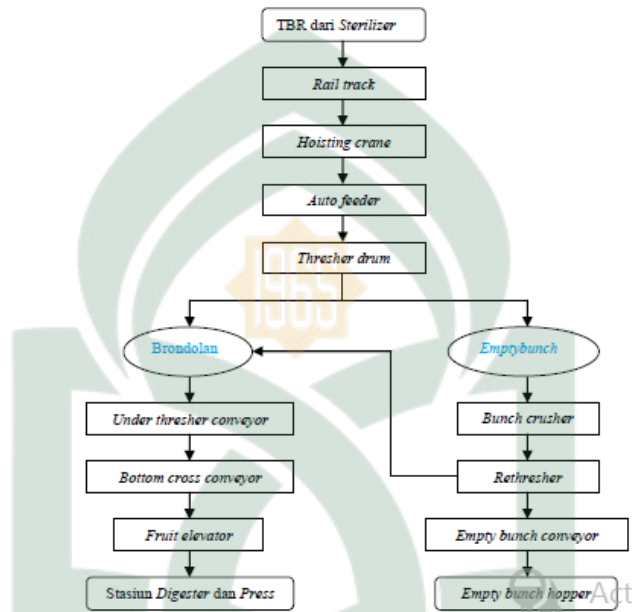 TBR dari Sterilizer
Rail track
Hoisting crane
Auto feeder
Thresher drum
1965
Brondolan
Emptybunch
Under thresher conveyor
Bunch crusher
Bottom cross conveyor
Rethresher
Fruit elevator
Empty bunch conveyor
Stasiun Digester dan Press
Empty bunch hopper
Act